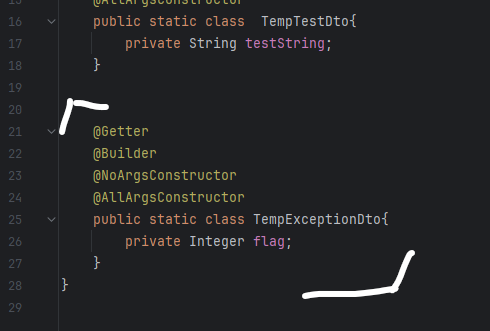 @AllArgsConstructor
16 public static class TempTestDto{
17 private String testString;
18 }
19
20
21 @Getter
22 @Builder
23 @NoArgsConstructor
24 @AllArgsConstructor
25 public static class TempExceptionDto{
26 private Integer flag;
27 }
28 }
29